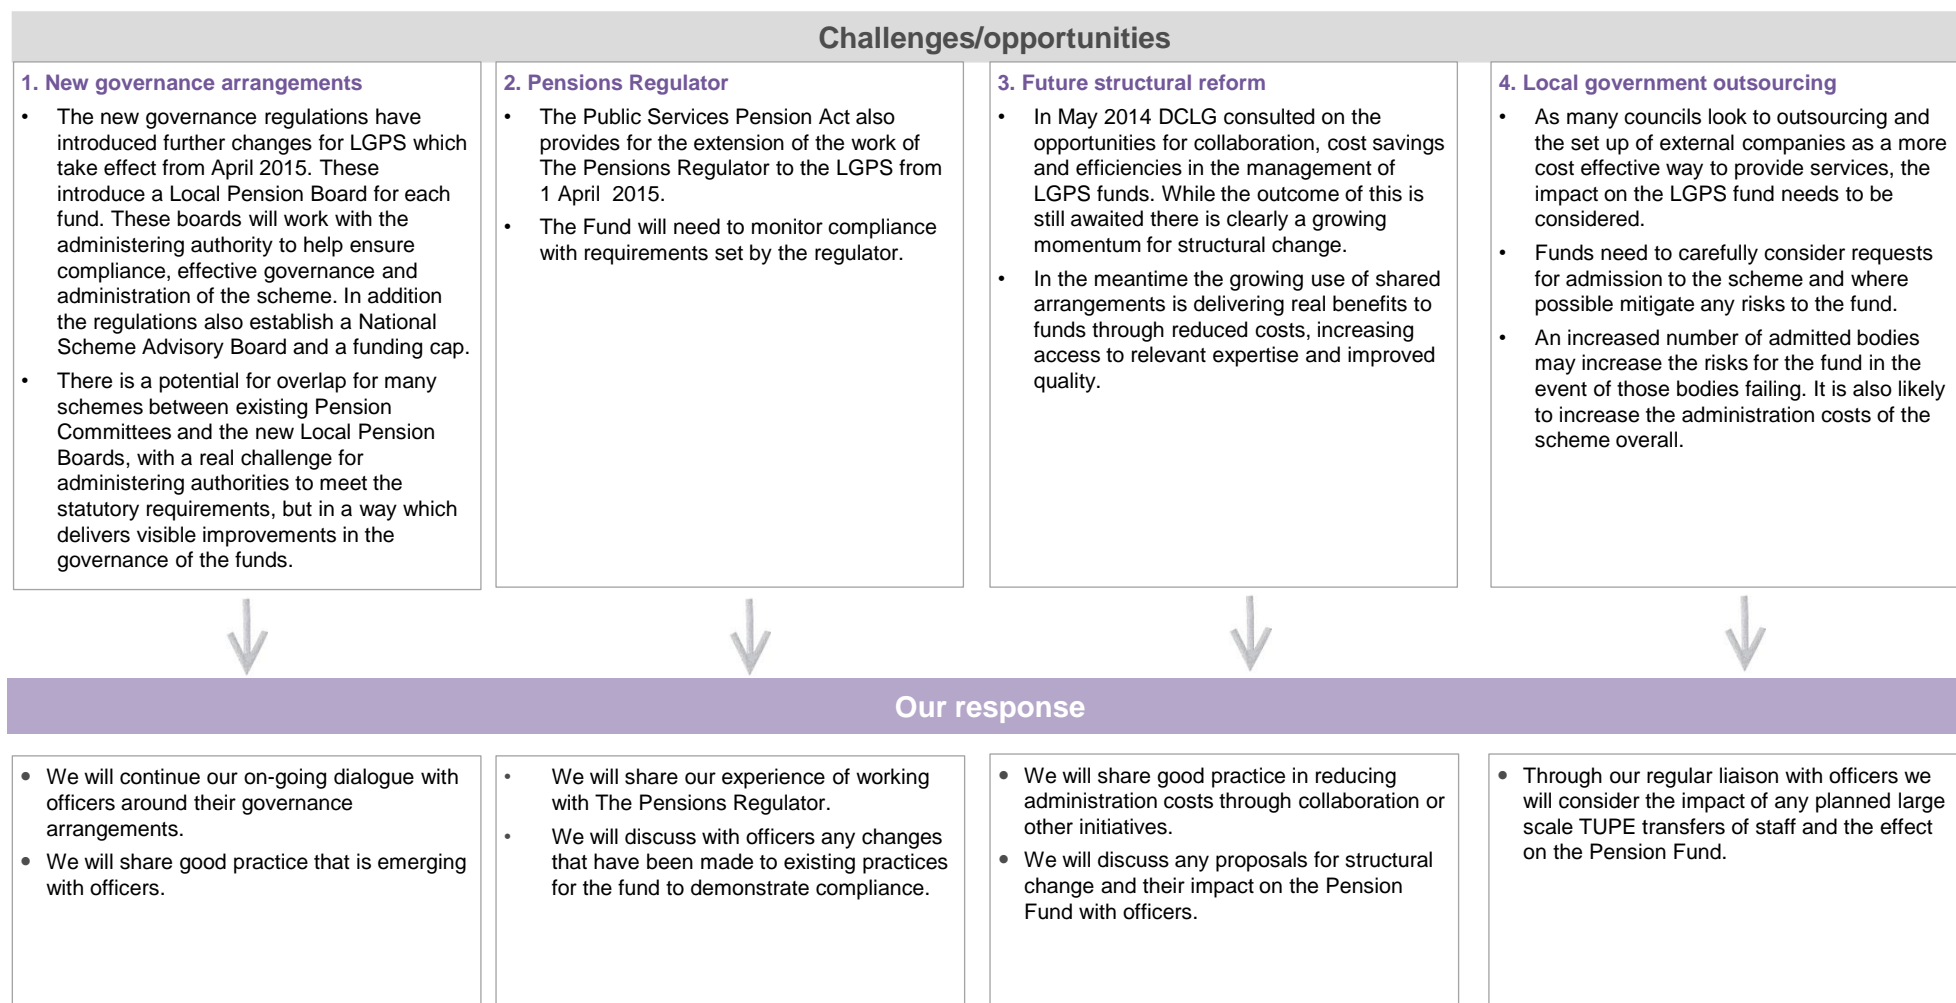 Challenges/opportunities
1. New governance arrangements
• The new governance regulations have
introduced further changes for LGPS which
take effect from April 2015. These
introduce a Local Pension Board for each
fund. These boards will work with the
administering authority to help ensure
compliance, effective governance and
administration of the scheme. In addition
the regulations also establish a National
Scheme Advisory Board and a funding cap.
• There is a potential for overlap for many
schemes between existing Pension
Committees and the new Local Pension
Boards, with a real challenge for
administering authorities to meet the
statutory requirements, but in a way which
delivers visible improvements in the
governance of the funds.
2. Pensions Regulator
• The Public Services Pension Act also
provides for the extension of the work of
The Pensions Regulator to the LGPS from
1 April 2015.
• The Fund will need to monitor compliance
with requirements set by the regulator.
3. Future structural reform
• In May 2014 DCLG consulted on the
opportunities for collaboration, cost savings
and efficiencies in the management of
LGPS funds. While the outcome of this is
still awaited there is clearly a growing
momentum for structural change.
• In the meantime the growing use of shared
arrangements is delivering real benefits to
funds through reduced costs, increasing
access to relevant expertise and improved
quality.
4. Local government outsourcing
• As many councils look to outsourcing and
the set up of external companies as a more
cost effective way to provide services, the
impact on the LGPS fund needs to be
considered.
• Funds need to carefully consider requests
for admission to the scheme and where
possible mitigate any risks to the fund.
• An increased number of admitted bodies
may increase the risks for the fund in the
event of those bodies failing. It is also likely
to increase the administration costs of the
scheme overall.
Our response
• We will continue our on-going dialogue with
officers around their governance
arrangements.
• We will share good practice that is emerging
with officers.
• We will share our experience of working
with The Pensions Regulator.
• We will discuss with officers any changes
that have been made to existing practices
for the fund to demonstrate compliance.
• We will share good practice in reducing
administration costs through collaboration or
other initiatives.
• We will discuss any proposals for structural
change and their impact on the Pension
Fund with officers.
• Through our regular liaison with officers we
will consider the impact of any planned large
scale TUPE transfers of staff and the effect
on the Pension Fund.